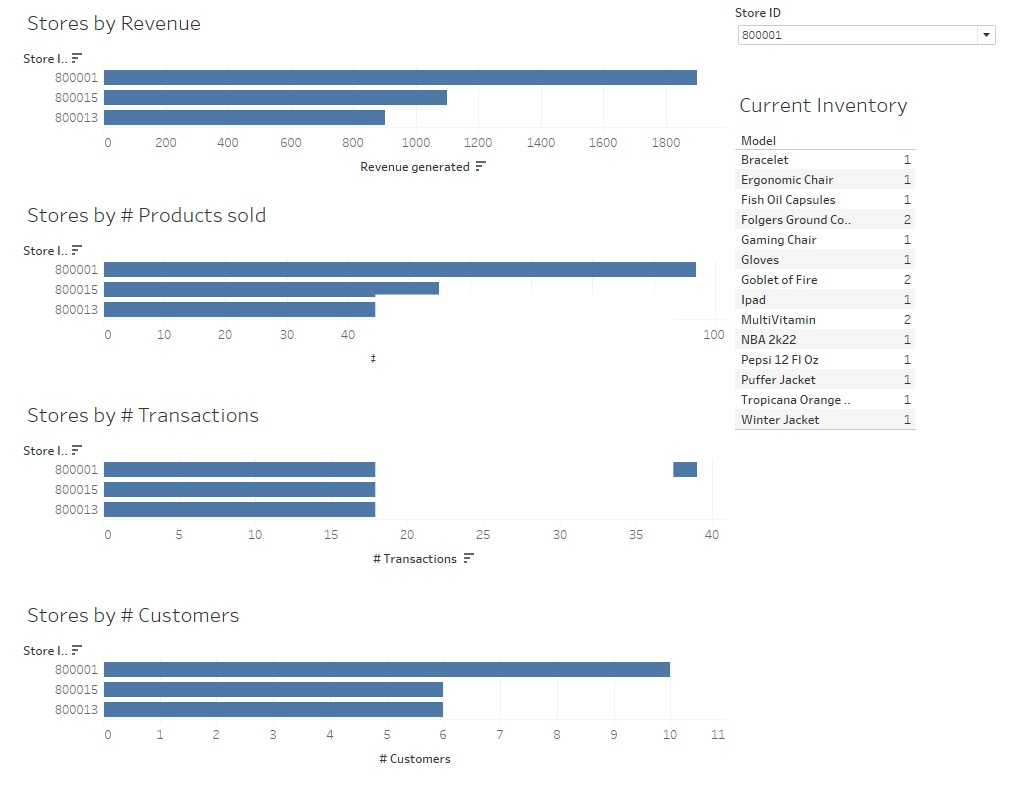 Stores by Revenue
Store I..
800001
800015
800013
0 200 400 600 800 1000 1200 1400 1600 1800
Revenue generated
Stores by # Products sold
Store I..
800001
800015
800013
0 10 20 30 40 100
Stores by # Transactions
Store I..
800001
800015
800013
0 5 10 15 20 25 30 35 40
# Transactions
Stores by # Customers
Store I..
800001
800015
800013
0 1 2 3 4 5 6 7 8 9 10 11
# Customers
Store ID
800001
Current Inventory
Model
Bracelet 1
Ergonomic Chair 1
Fish Oil Capsules 1
Folgers Ground Co.. 2
Gaming Chair 1
Gloves 1
Goblet of Fire 2
Ipad 1
MultiVitamin 2
NBA 2k22 1
Pepsi 12 Fl Oz 1
Puffer Jacket 1
Tropicana Orange .. 1
Winter Jacket 1